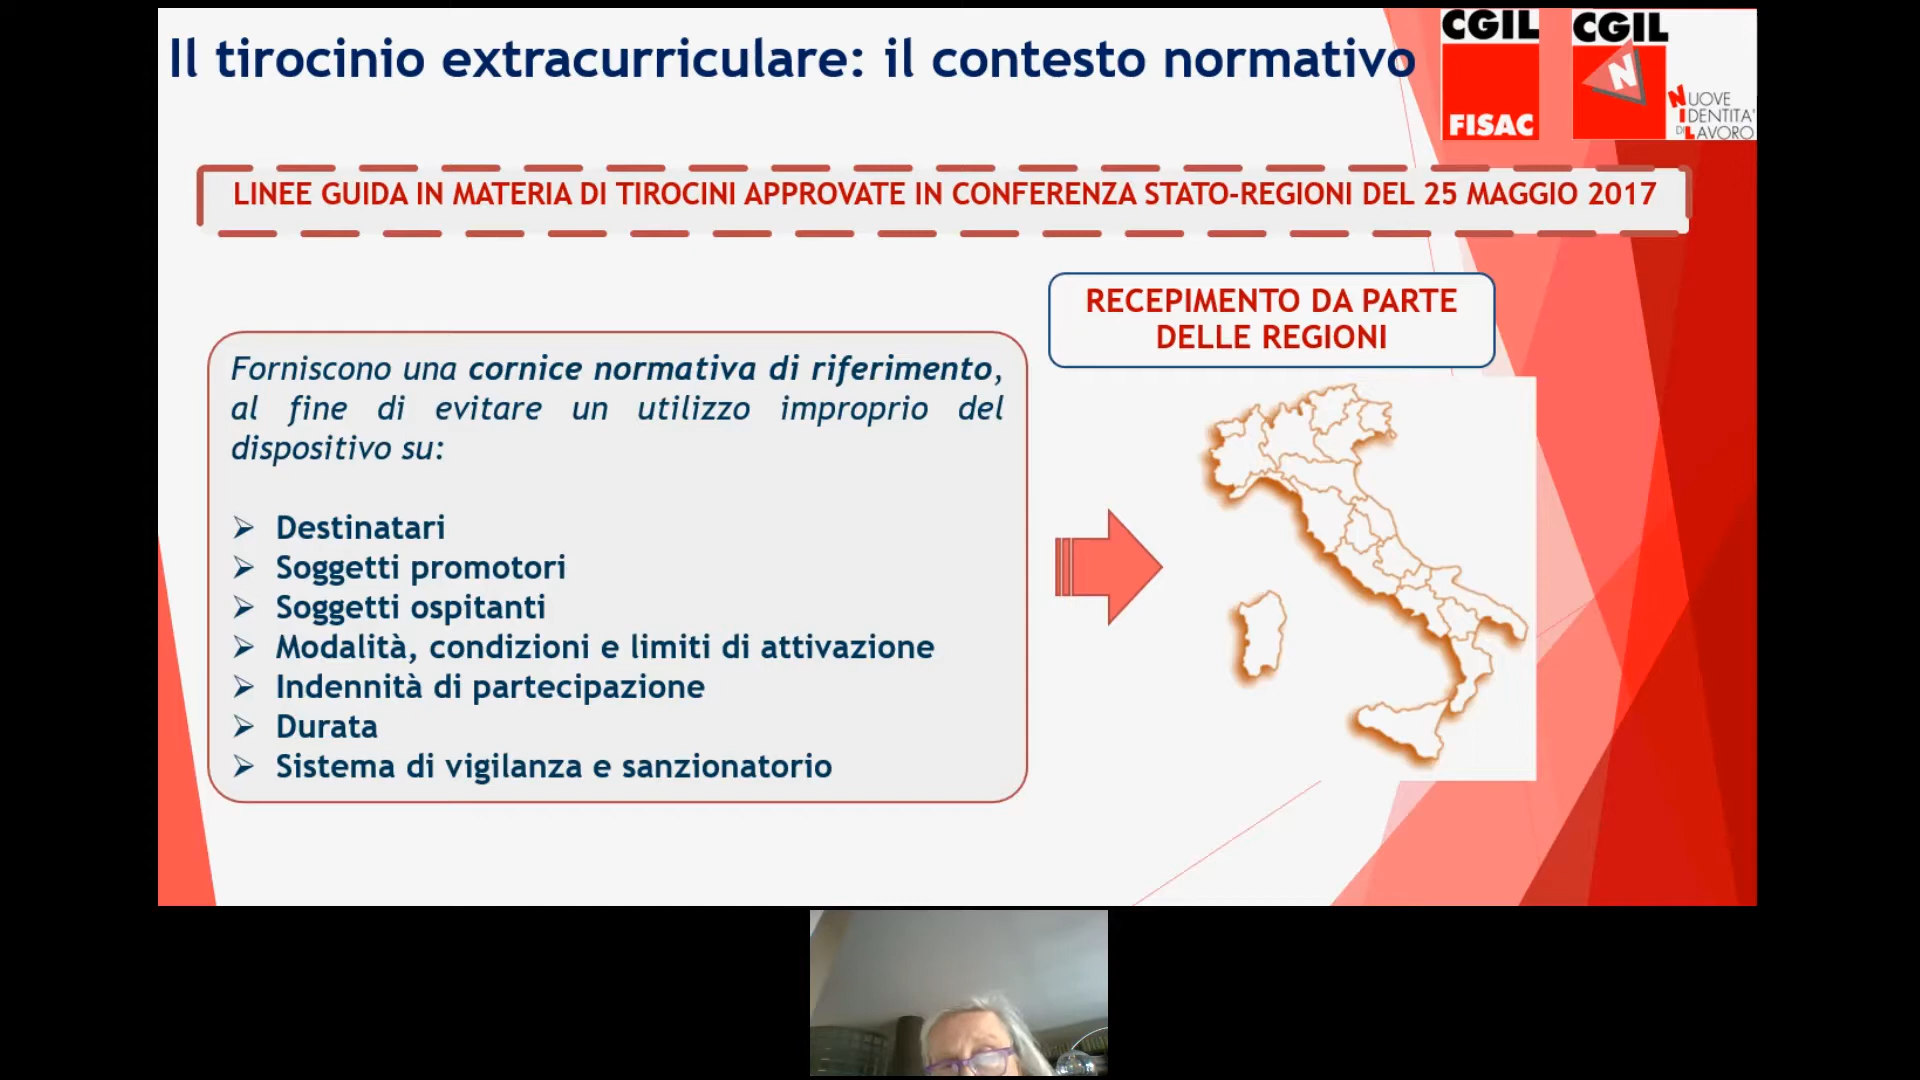 Il tirocinio extracurriculare: il contesto normativo
CGIL
FISAC
CGIL
N
NUOVE
IDENTITA'
DI LAVORO
LINEE GUIDA IN MATERIA DI TIROCINI APPROVATE IN CONFERENZA STATO-REGIONI DEL 25 MAGGIO 2017
RECEPIMENTO DA PARTE
DELLE REGIONI
Forniscono una cornice normativa di riferimento,
al fine di evitare un utilizzo improprio del
dispositivo su:
Destinatari
Soggetti promotori
Soggetti ospitanti
Modalità, condizioni e limiti di attivazione
Indennità di partecipazione
Durata
Sistema di vigilanza e sanzionatorio